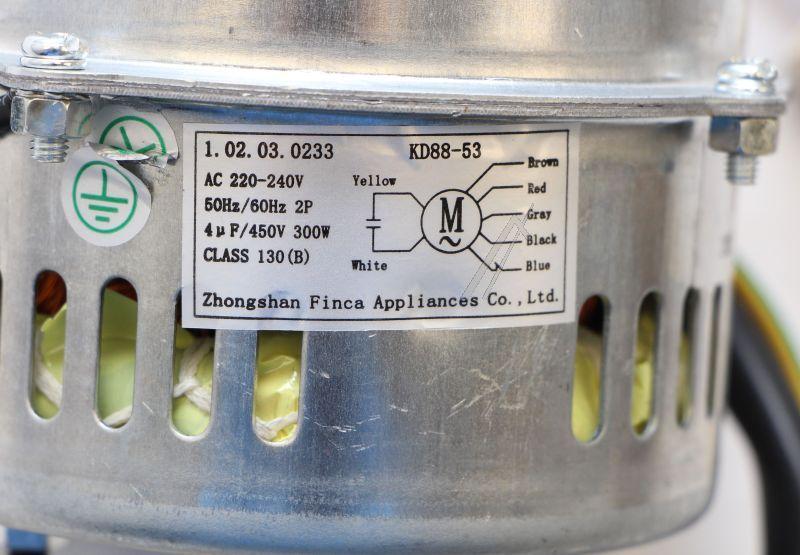 1.02.03.0233 KD88-53
AC 220-240V
50Hz/60Hz 2P
4μF/450V 300W
CLASS 130(B)
Yellow
White
M
~
Brown
Red
Gray
Black
Blue
Zhongshan Finca Appliances Co.,Ltd.